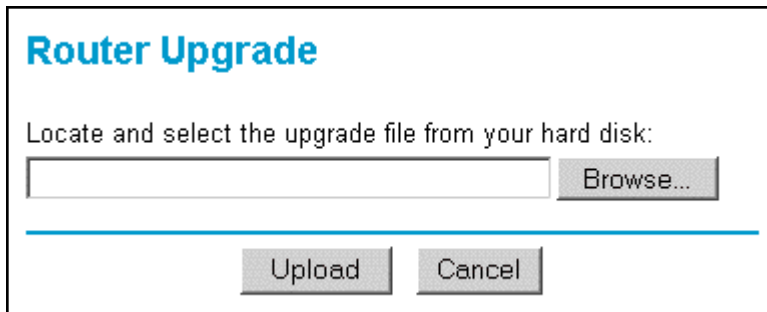 Router Upgrade
Locate and select the upgrade file from your hard disk:
Browse...
Upload Cancel